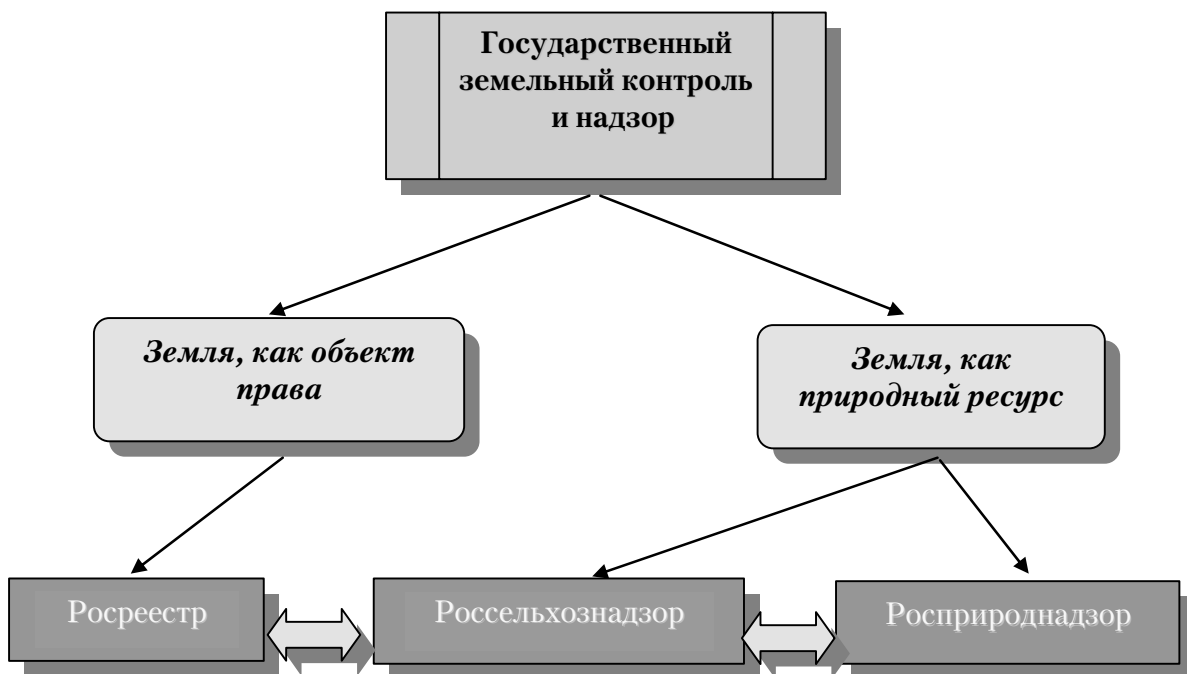 Государственный
земельный контроль
и надзор
Земля, как объект
права
Земля, как
природный ресурс
Росреестр
Россельхознадзор
Росприроднадзор